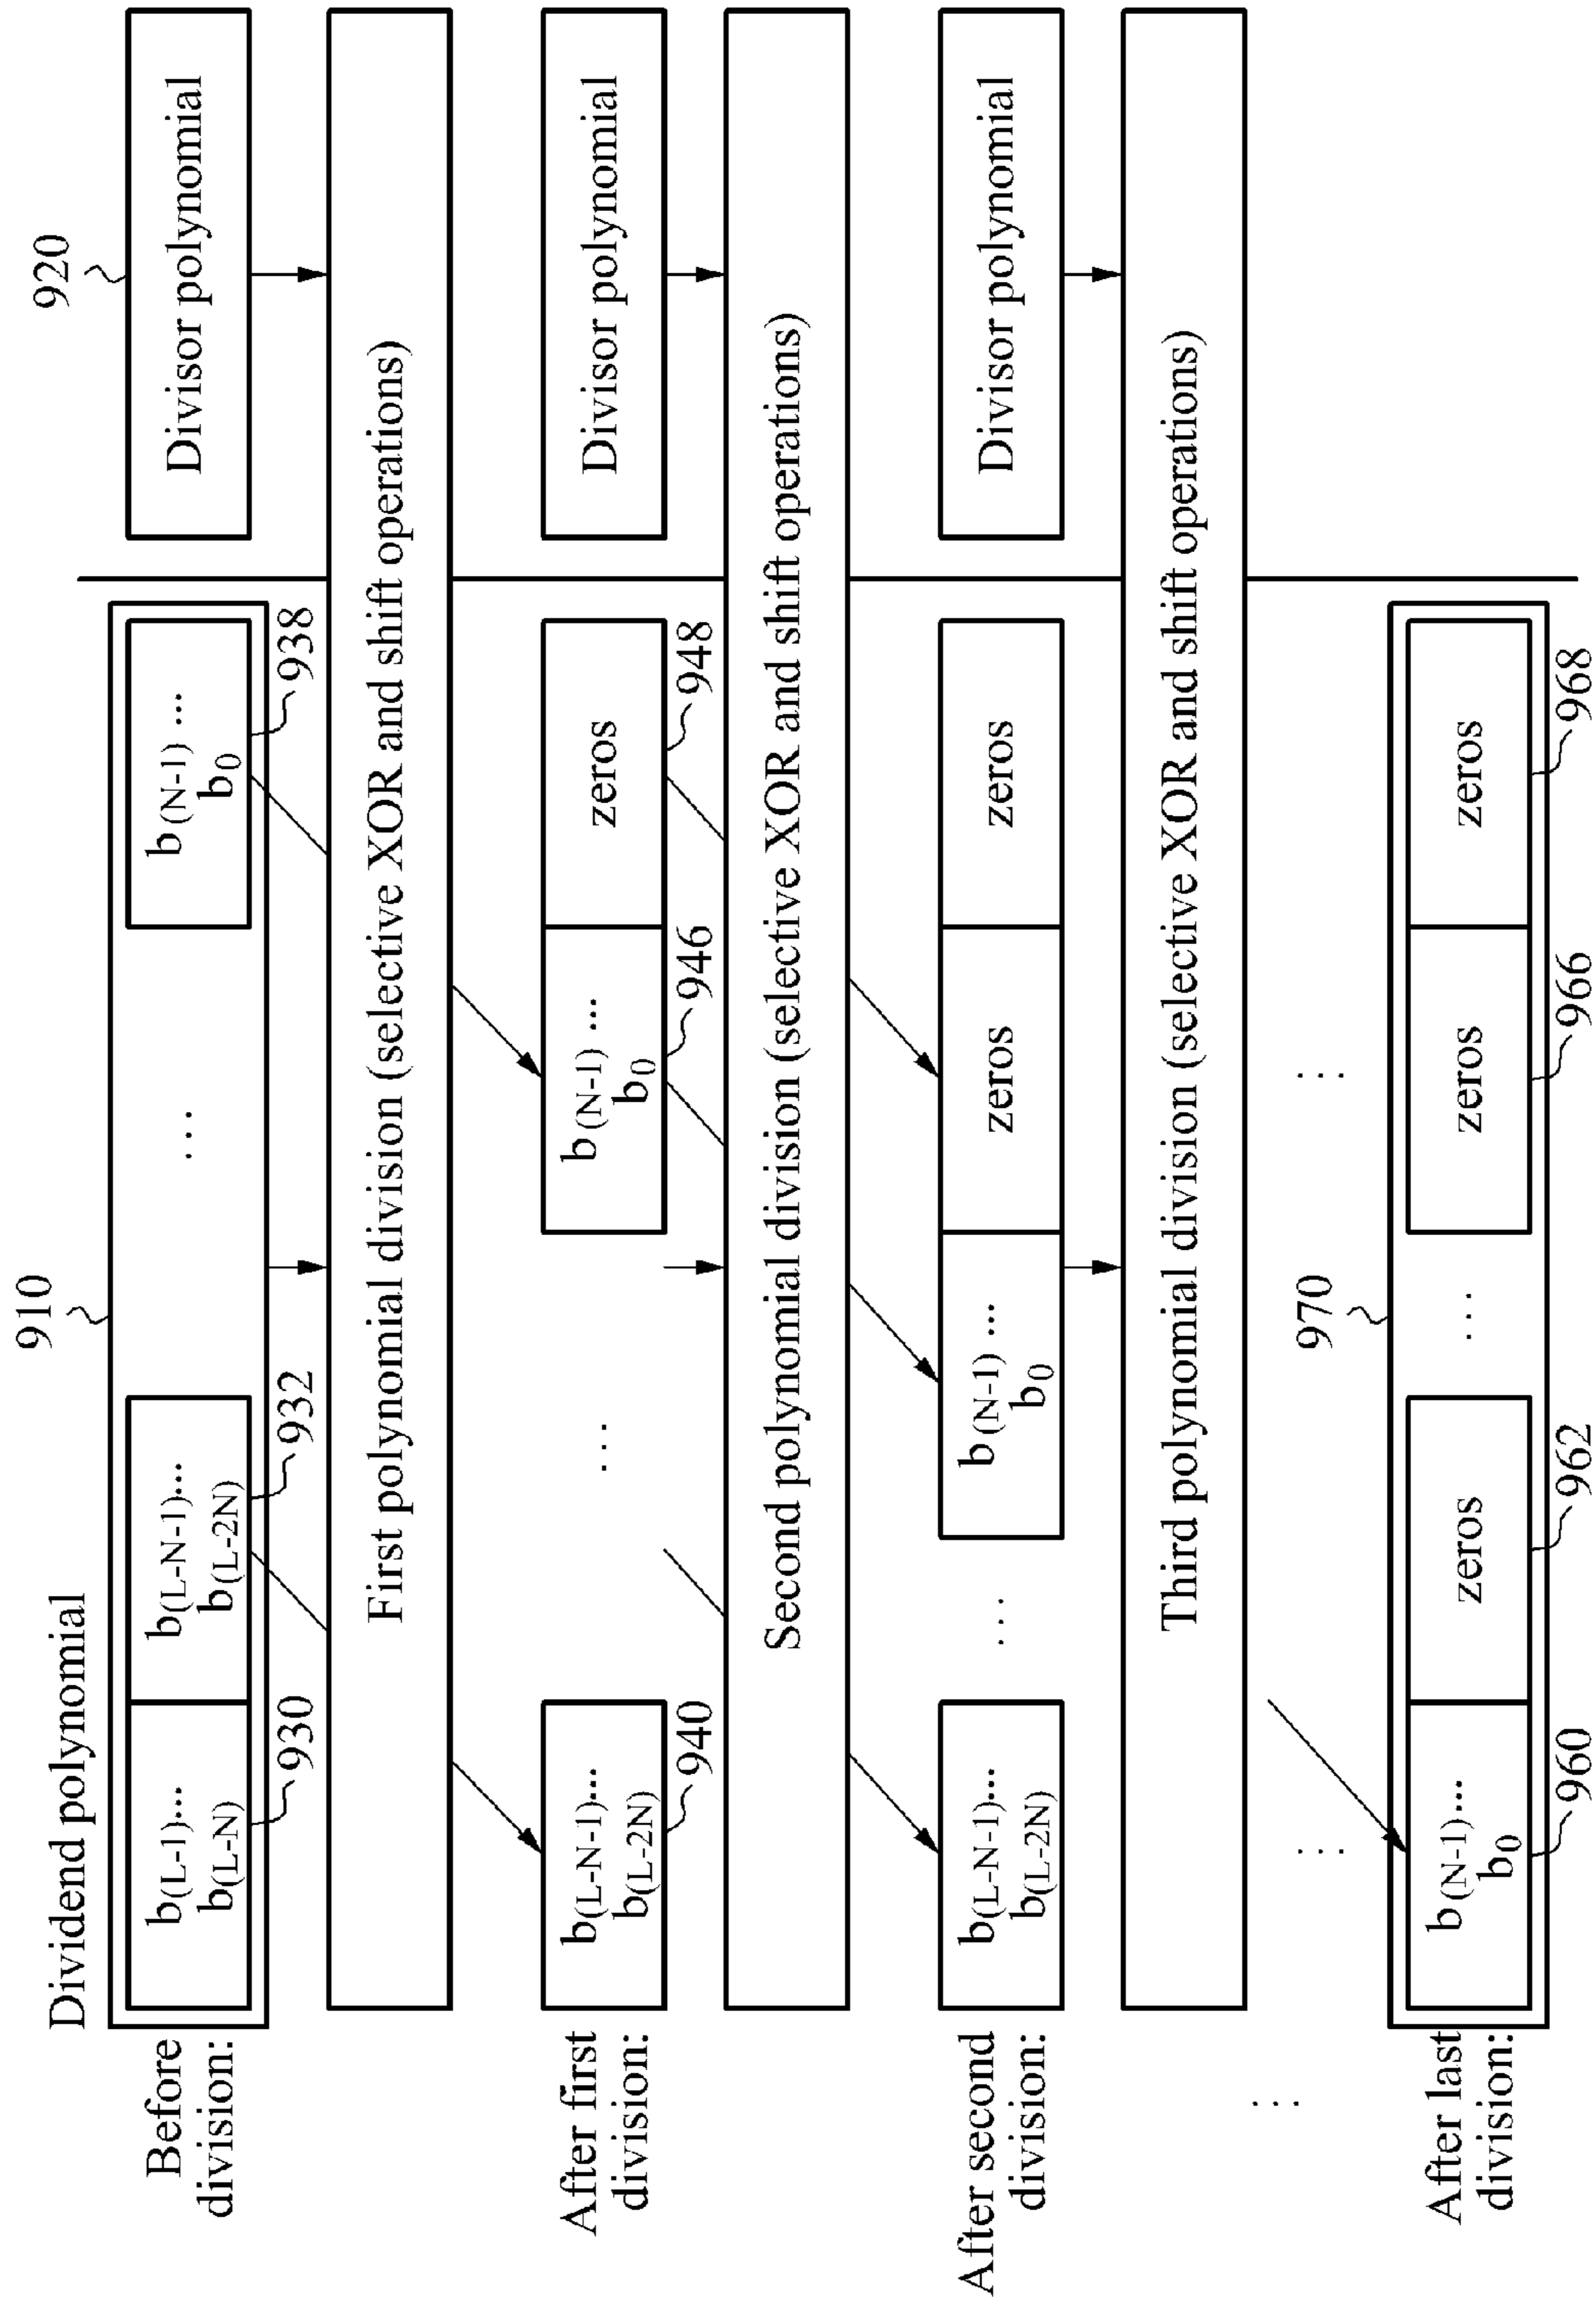 920
910
Dividend polynomial
Before
division:
b(L-1)...
b(L-N)
b(L-N-1)...
b(L-2N)
...
b(N-1) ...
b0
Divisor polynomial
930
932
938
First polynomial division (selective XOR and shift operations)
After first
division:
b(L-N-1)...
b(L-2N)
...
b(N-1) ...
b0
zeros
Divisor polynomial
940
946
948
Second polynomial division (selective XOR and shift operations)
After second
division:
b(L-N-1)...
b(L-2N)
...
b(N-1) ...
b0
zeros
zeros
Divisor polynomial
Third polynomial division (selective XOR and shift operations)
...
...
...
970
After last
division:
b(N-1)...
b0
zeros
...
zeros
zeros
960
962
966
968